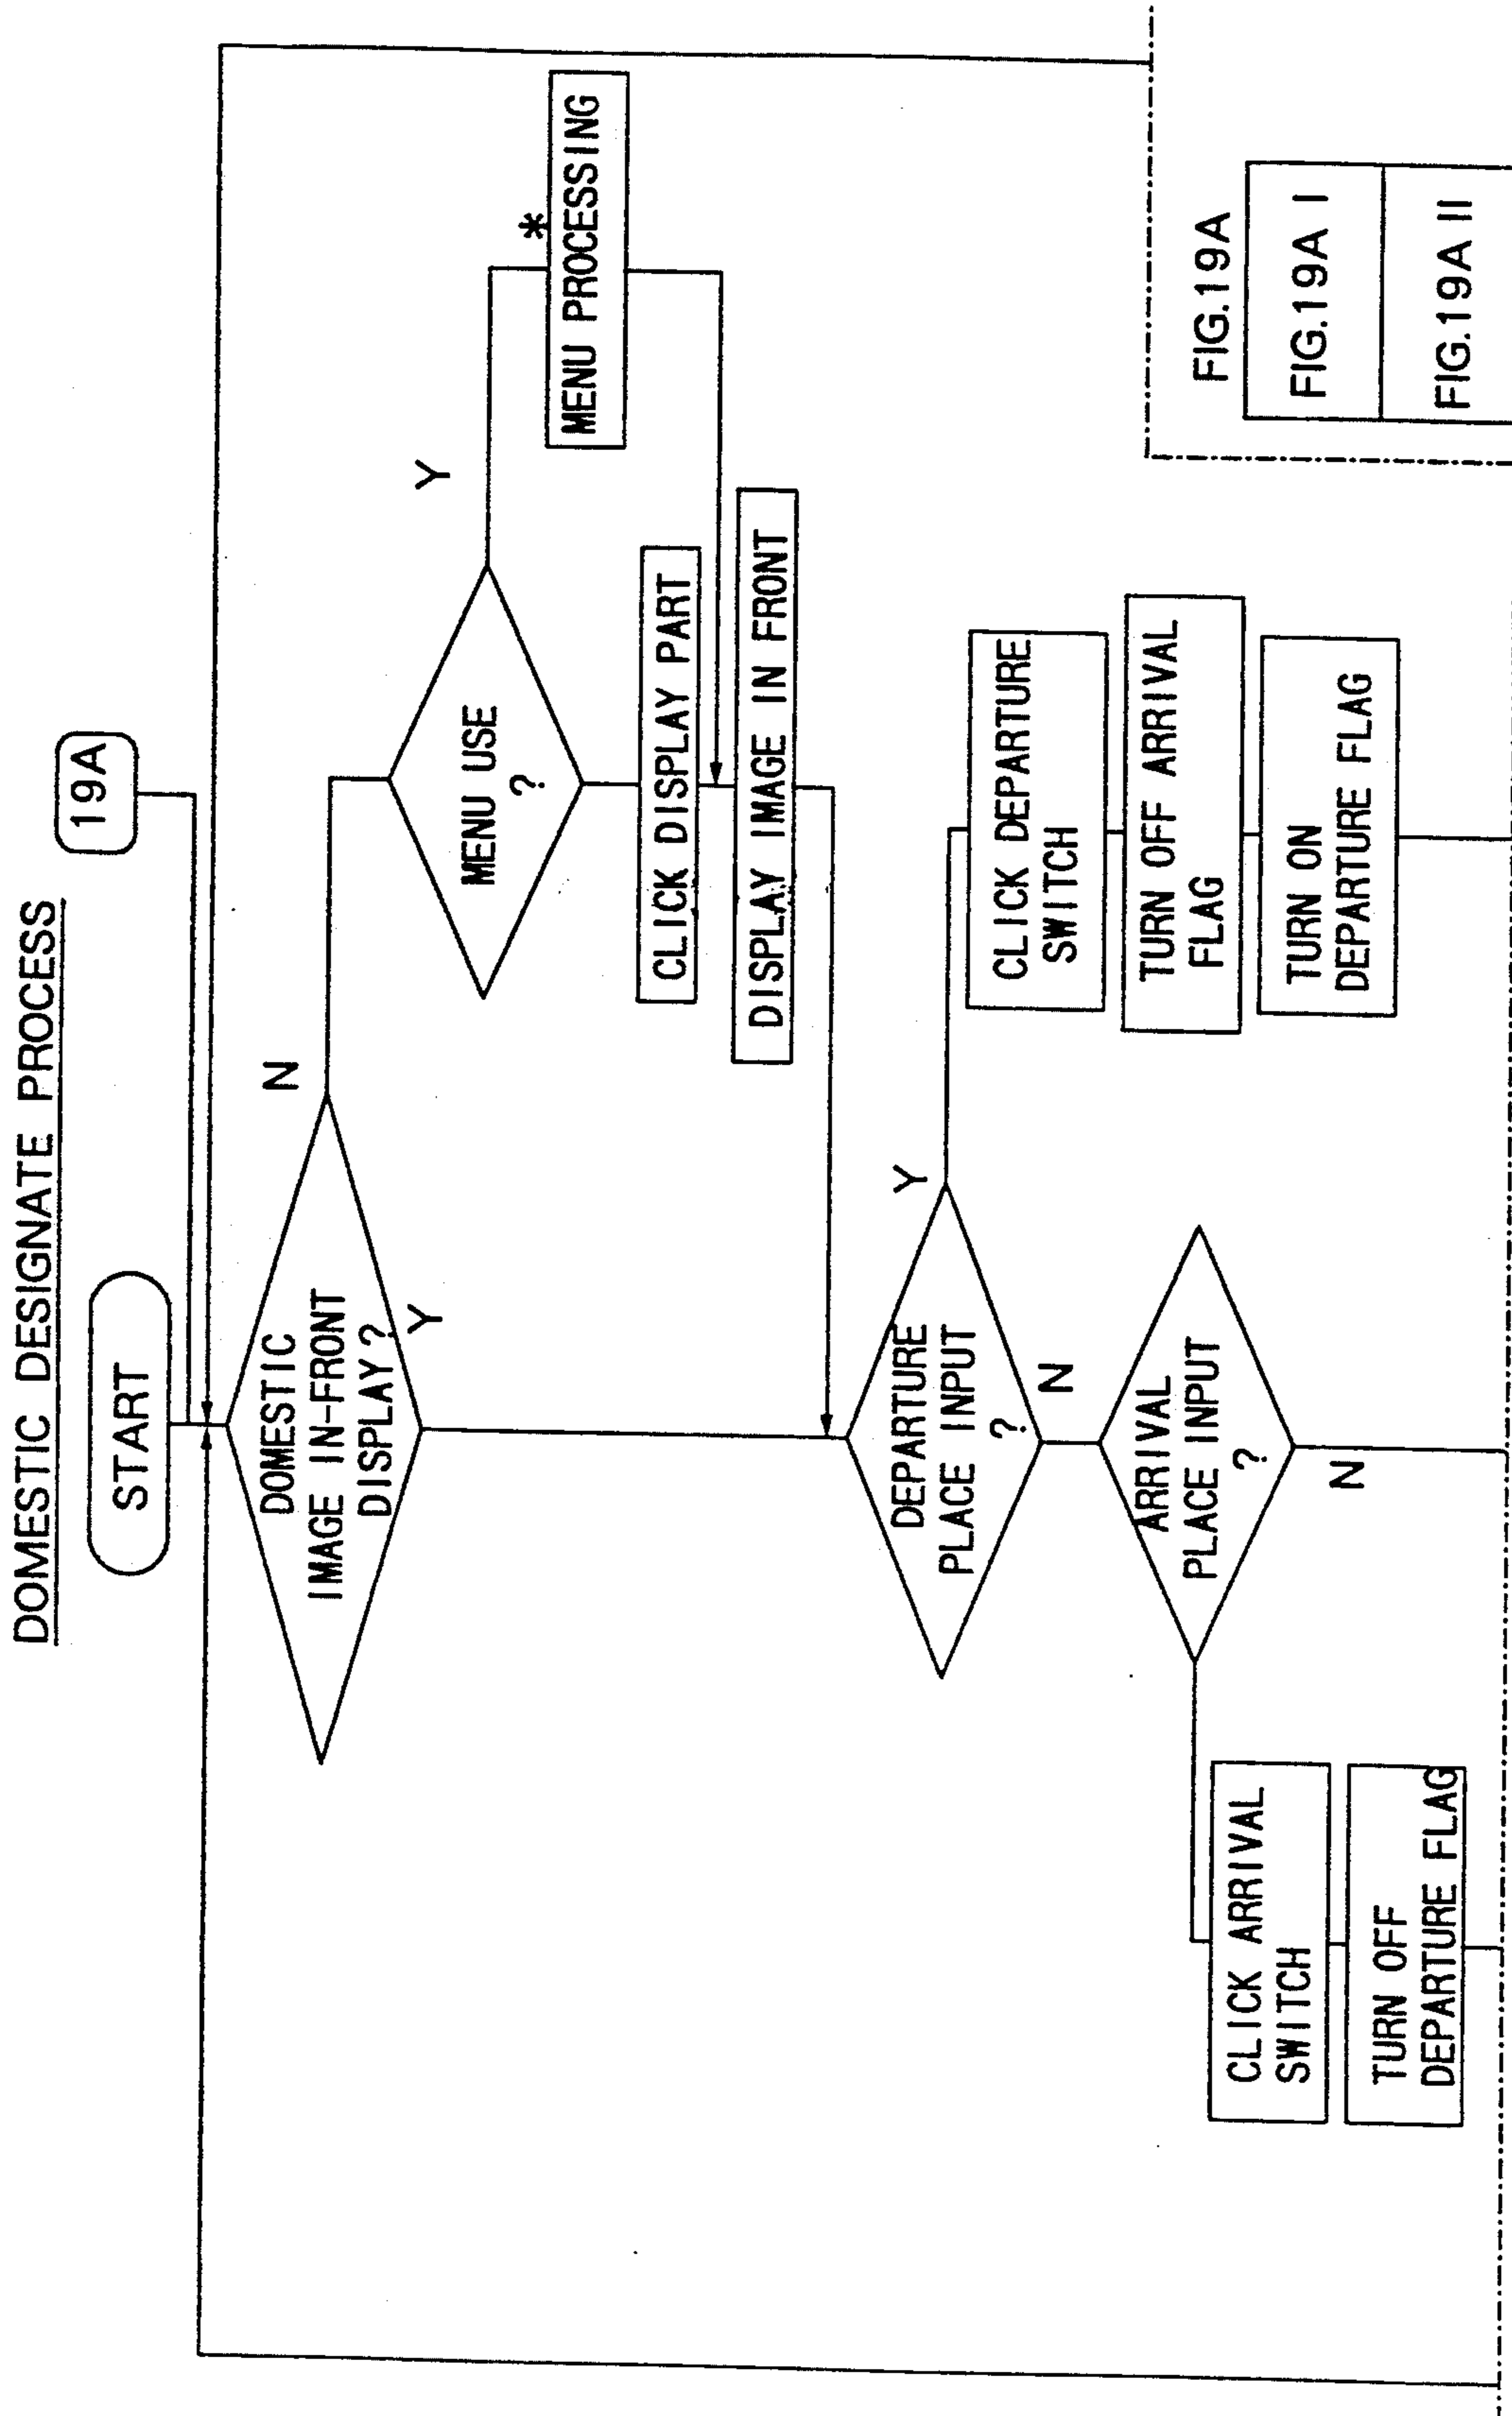 DOMESTIC DESIGNATE PROCESS
START
19A
DOMESTIC
IMAGE IN-FRONT
DISPLAY?
N
Y
MENU USE
?
Y
*
MENU PROCESSING
CLICK DISPLAY PART
DISPLAY IMAGE IN FRONT
DEPARTURE
PLACE INPUT
?
Y
N
CLICK DEPARTURE
SWITCH
TURN OFF ARRIVAL
FLAG
TURN ON
DEPARTURE FLAG
ARRIVAL
PLACE INPUT
?
N
CLICK ARRIVAL
SWITCH
TURN OFF
DEPARTURE FLAG
FIG.19A
FIG.19A I
FIG.19A II